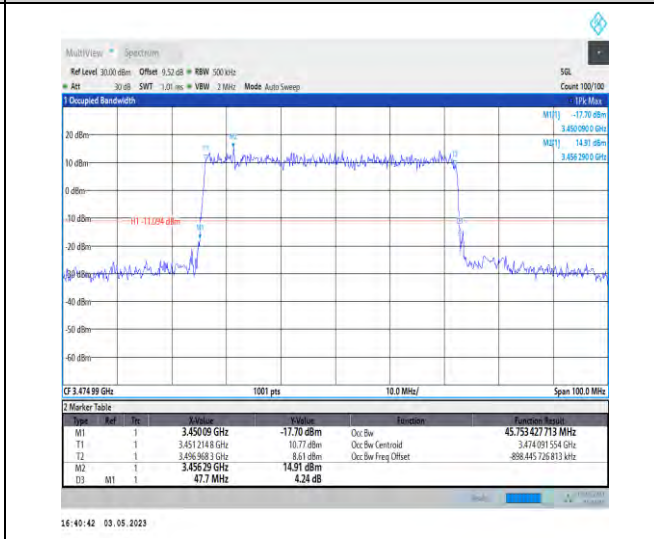 MultiView Spectrum
Ref Level 30.00 dBm Offset 9.52 dB RBW 500 kHz SGL
Att 30 dB SWT 1.01 ms VBW 2 MHz Mode Auto Sweep Count 100/100
1 Occupied Bandwidth 1Pk Max
M1[1] -17.70 dBm
3.450 090 0 GHz
M2[1] 14.91 dBm
3.456 290 0 GHz
M2
20 dBm
T1
T2
10 dBm
0 dBm
-10 dBm
H1 -11.094 dBm
M1
D3
-20 dBm
-30 dBm
-40 dBm
-50 dBm
-60 dBm
CF 3.474 99 GHz 1001 pts 10.0 MHz/ Span 100.0 MHz
2 Marker Table
Type Ref Trc X-Value Y-Value Function Function Result
M1 1 3.45009 GHz -17.70 dBm Occ Bw 45.753 427 713 MHz
T1 1 3.451 214 8 GHz 10.77 dBm Occ Bw Centroid 3.474 091 554 GHz
T2 1 3.496 968 3 GHz 8.61 dBm Occ Bw Freq Offset -898.445 726 813 kHz
M2 1 3.456 29 GHz 14.91 dBm
D3 M1 1 47.7 MHz 4.24 dB
16:40:42 03.05.2023